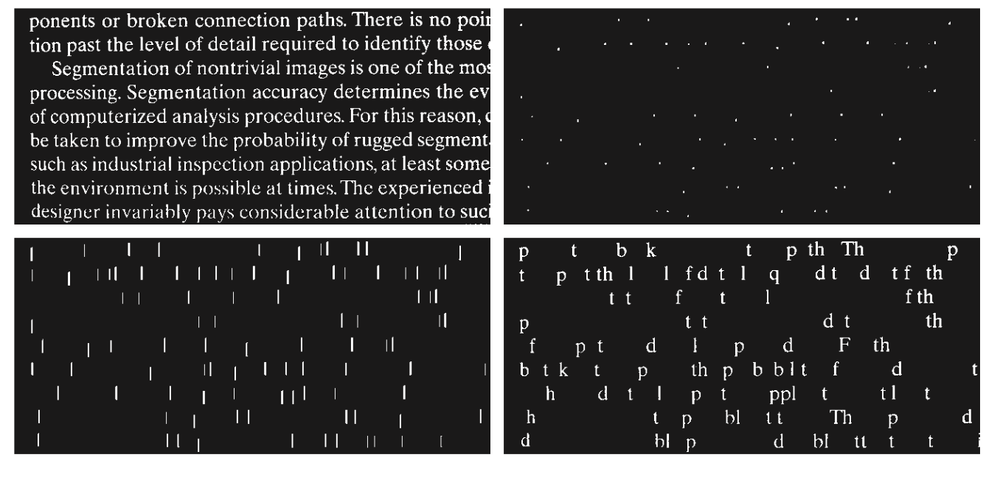 ponents or broken connection paths. There is no poin
tion past the level of detail required to identify those
Segmentation of nontrivial images is one of the mos
processing. Segmentation accuracy determines the ev
of computerized analysis procedures. For this reason, c
be taken to improve the probability of rugged segment
such as industrial inspection applications, at least some
the environment is possible at times. The experienced i
designer invariably pays considerable attention to suc
p t b k t p th Th p
t p t th l l f d t l q d t d t f th
t t f t l f th
p t t d t th
f p t d l p d F th
b t k t p th p b b l t f d t
h d t l p t ppl t tl t
h t p bl tt Th p d
d bl p d bl tt t t i